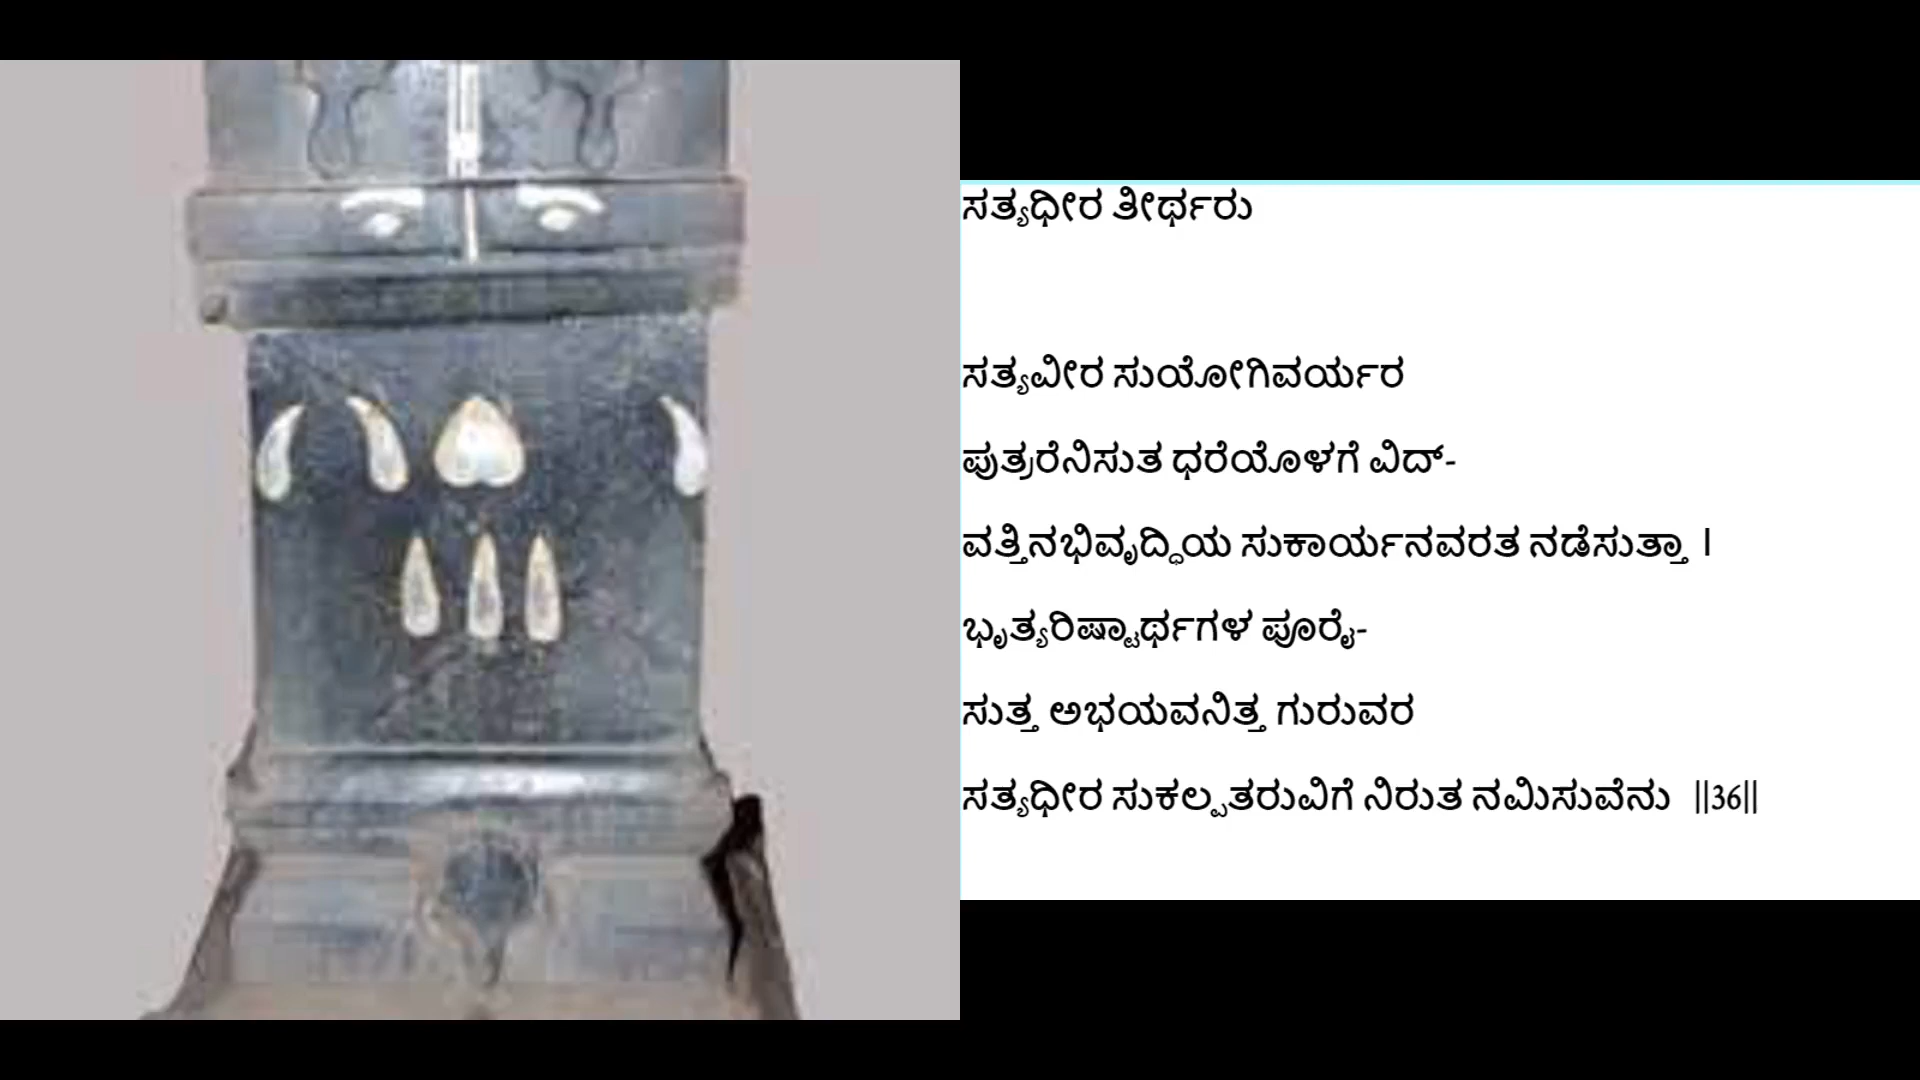 ಸತ್ಯಧೀರ ತೀರ್ಥರು
ಸತ್ಯವೀರ ಸುಯೋಗಿವರ್ಯರ
ಪುತ್ರರೆನಿಸುತ ಧರೆಯೊಳಗೆ ವಿದ್-
ವತ್ತಿನಭಿವೃದ್ಧಿಯ ಸುಕಾರ್ಯನವರತ ನಡೆಸುತ್ತಾ |
ಭೃತ್ಯರಿಷ್ಟಾರ್ಥಗಳ ಪೂರೈ-
ಸುತ್ತ ಅಭಯವನಿತ್ತ ಗುರುವರ
ಸತ್ಯಧೀರ ಸುಕಲ್ಪತರುವಿಗೆ ನಿರುತ ನಮಿಸುವೆನು ||36||